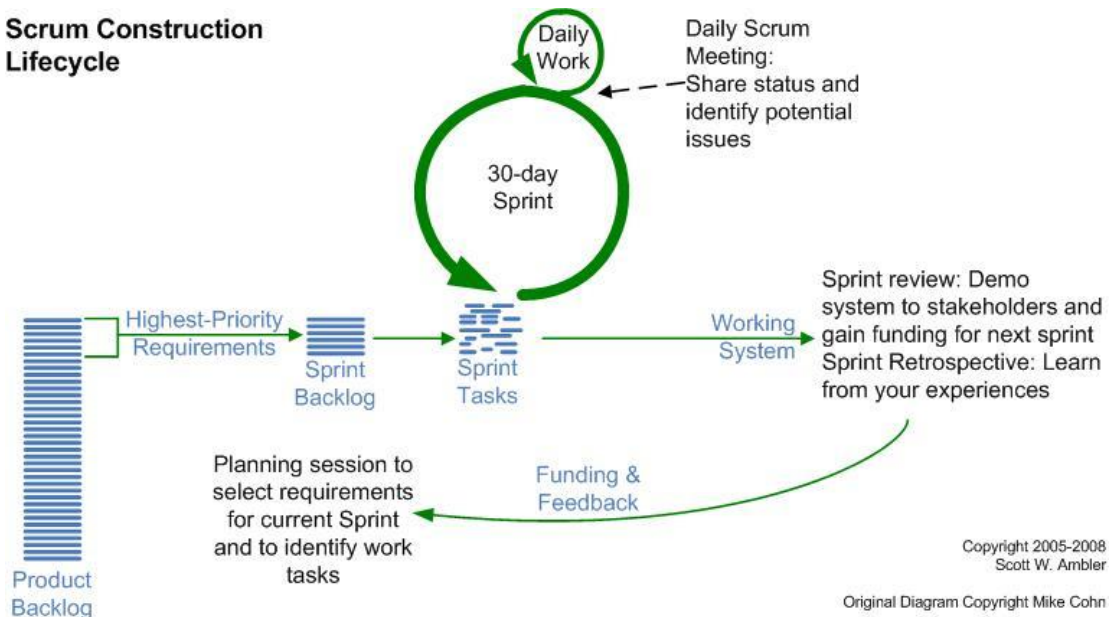 Scrum Construction
Lifecycle
Daily
Work
Daily Scrum
Meeting:
Share status and
identify potential
issues
30-day
Sprint
Highest-Priority
Requirements
Sprint
Backlog
Sprint
Tasks
Working
System
Sprint review: Demo
system to stakeholders and
gain funding for next sprint
Sprint Retrospective: Learn
from your experiences
Planning session to
select requirements
for current Sprint
and to identify work
tasks
Funding &
Feedback
Product
Backlog
Copyright 2005-2008
Scott W. Ambler
Original Diagram Copyright Mike Cohn